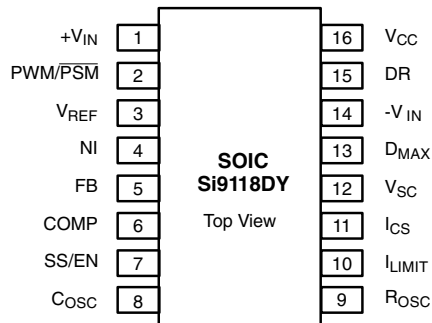 +VIN 1 16 VCC
PWM/PSM 2 15 DR
VREF 3 14 -V IN
NI 4 13 DMAX
SOIC
FB 5 Si9118DY 12 VSC
COMP 6 Top View 11 ICS
SS/EN 7 10 ILIMIT
COSC 8 9 ROSC